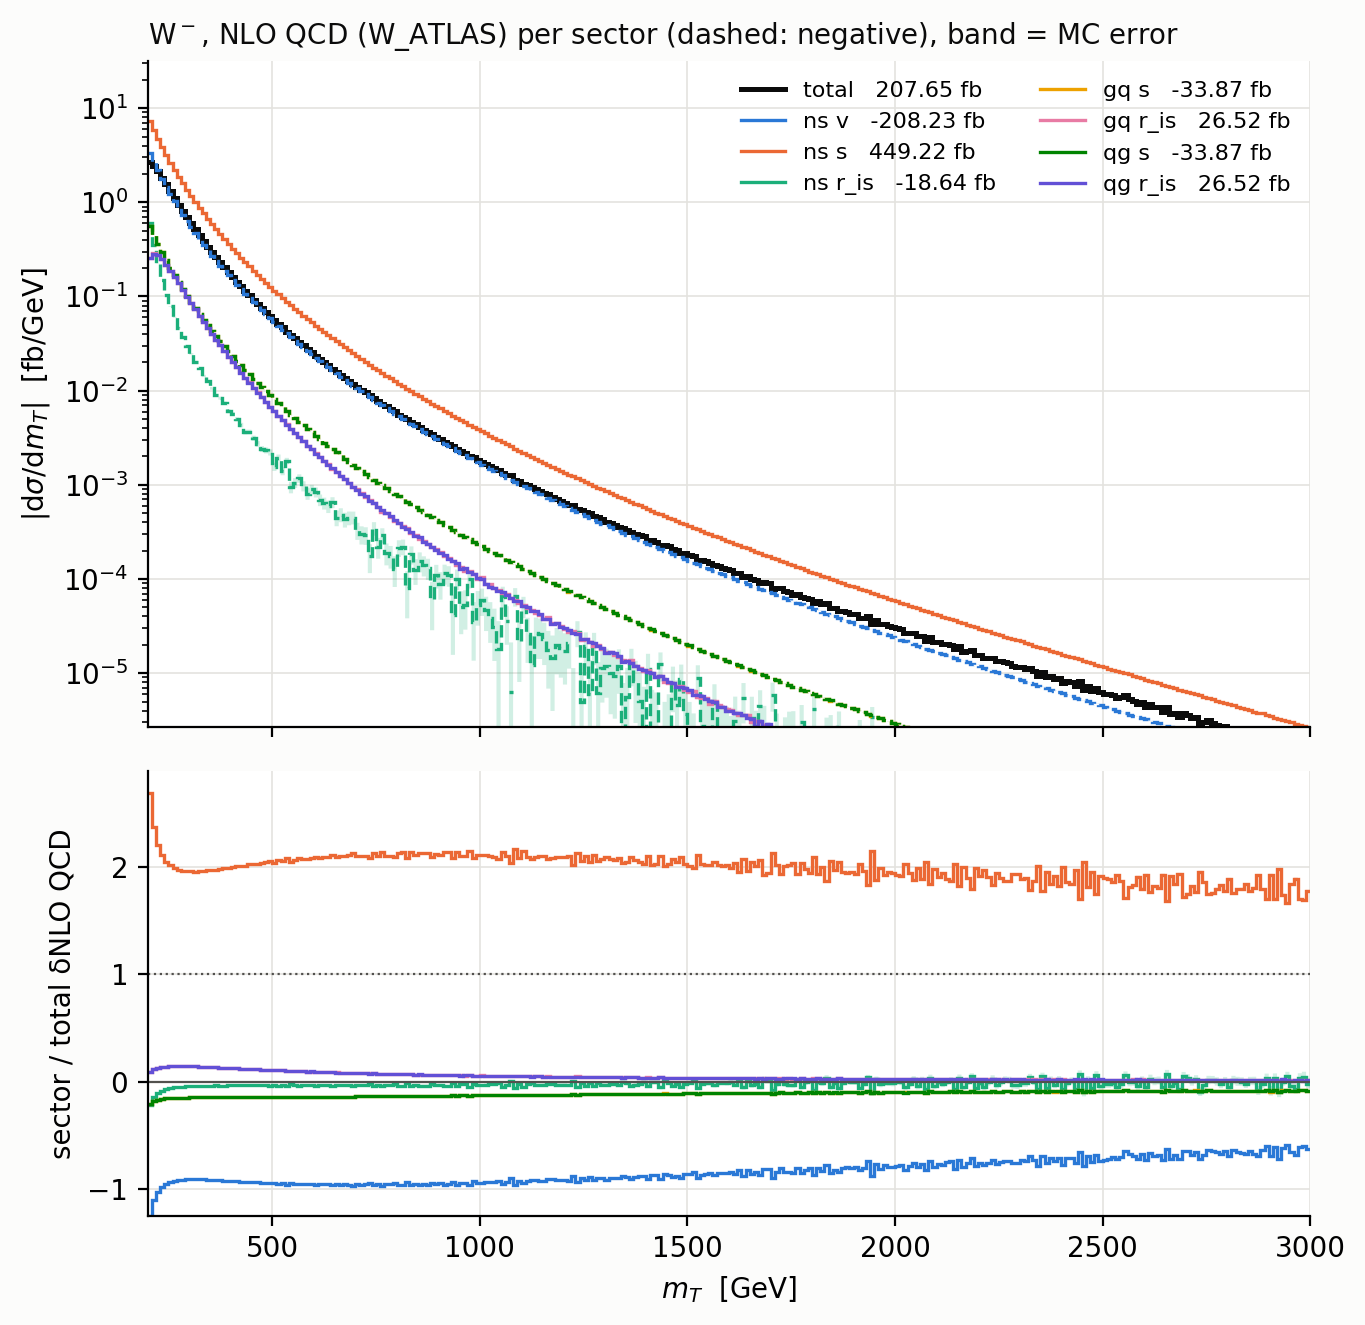 W⁻, NLO QCD (W_ATLAS) per sector (dashed: negative), band = MC error
total 207.65 fb
ns v -208.23 fb
ns s 449.22 fb
ns r_is -18.64 fb
gq s -33.87 fb
gq r_is 26.52 fb
qg s -33.87 fb
qg r_is 26.52 fb
|dσ/dm_T| [fb/GeV]
10¹
10⁰
10⁻¹
10⁻²
10⁻³
10⁻⁴
10⁻⁵
sector / total δNLO QCD
2
1
0
−1
500 1000 1500 2000 2500 3000
m_T [GeV]